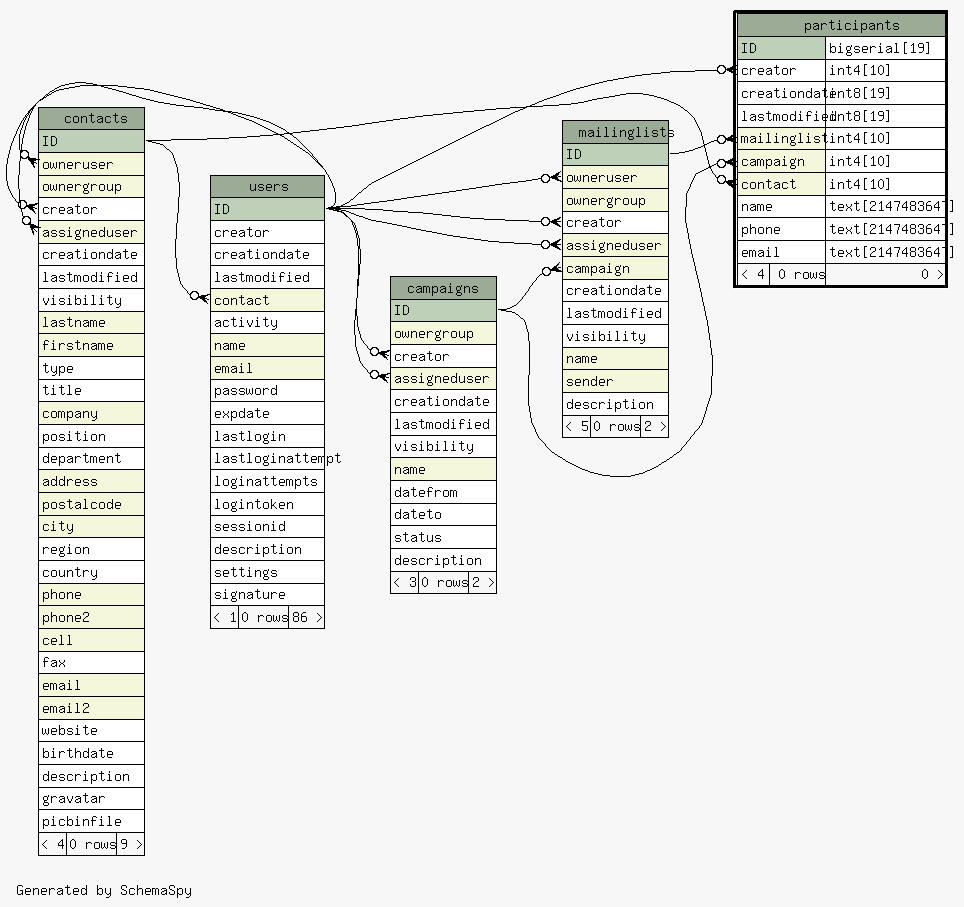 participants
ID bigserial[19]
creator int4[10]
creationdate int8[19]
lastmodified int8[19]
mailinglist int4[10]
campaign int4[10]
contact int4[10]
name text[2147483647]
phone text[2147483647]
email text[2147483647]
< 4 0 rows 0 >
contacts
ID
owneruser
ownergroup
creator
assigneduser
creationdate
lastmodified
visibility
lastname
firstname
type
title
company
position
department
address
postalcode
city
region
country
phone
phone2
cell
fax
email
email2
website
birthdate
description
gravatar
picbinfile
< 4 0 rows 9 >
users
ID
creator
creationdate
lastmodified
contact
activity
name
email
password
expdate
lastlogin
lastloginattempt
loginattempts
logintoken
sessionid
description
settings
signature
< 1 0 rows 86 >
campaigns
ID
ownergroup
creator
assigneduser
creationdate
lastmodified
visibility
name
datefrom
dateto
status
description
< 3 0 rows 2 >
mailinglists
ID
owneruser
ownergroup
creator
assigneduser
campaign
creationdate
lastmodified
visibility
name
sender
description
< 5 0 rows 2 >
Generated by SchemaSpy